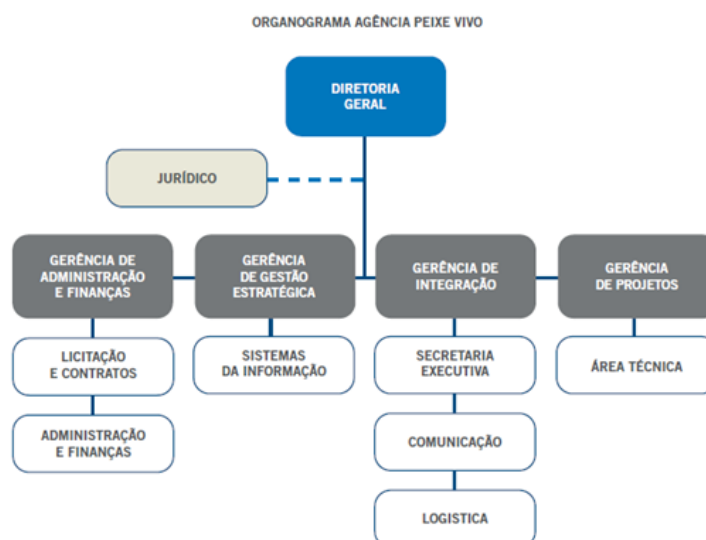 ORGANOGRAMA AGÊNCIA PEIXE VIVO
DIRETORIA
GERAL
JURÍDICO
GERÊNCIA DE
ADMINISTRAÇÃO
E FINANÇAS
GERÊNCIA
DE GESTÃO
ESTRATÉGICA
GERÊNCIA DE
INTEGRAÇÃO
GERÊNCIA
DE PROJETOS
LICITAÇÃO
E CONTRATOS
SISTEMAS
DA INFORMAÇÃO
SECRETARIA
EXECUTIVA
ÁREA TÉCNICA
ADMINISTRAÇÃO
E FINANÇAS
COMUNICAÇÃO
LOGISTICA